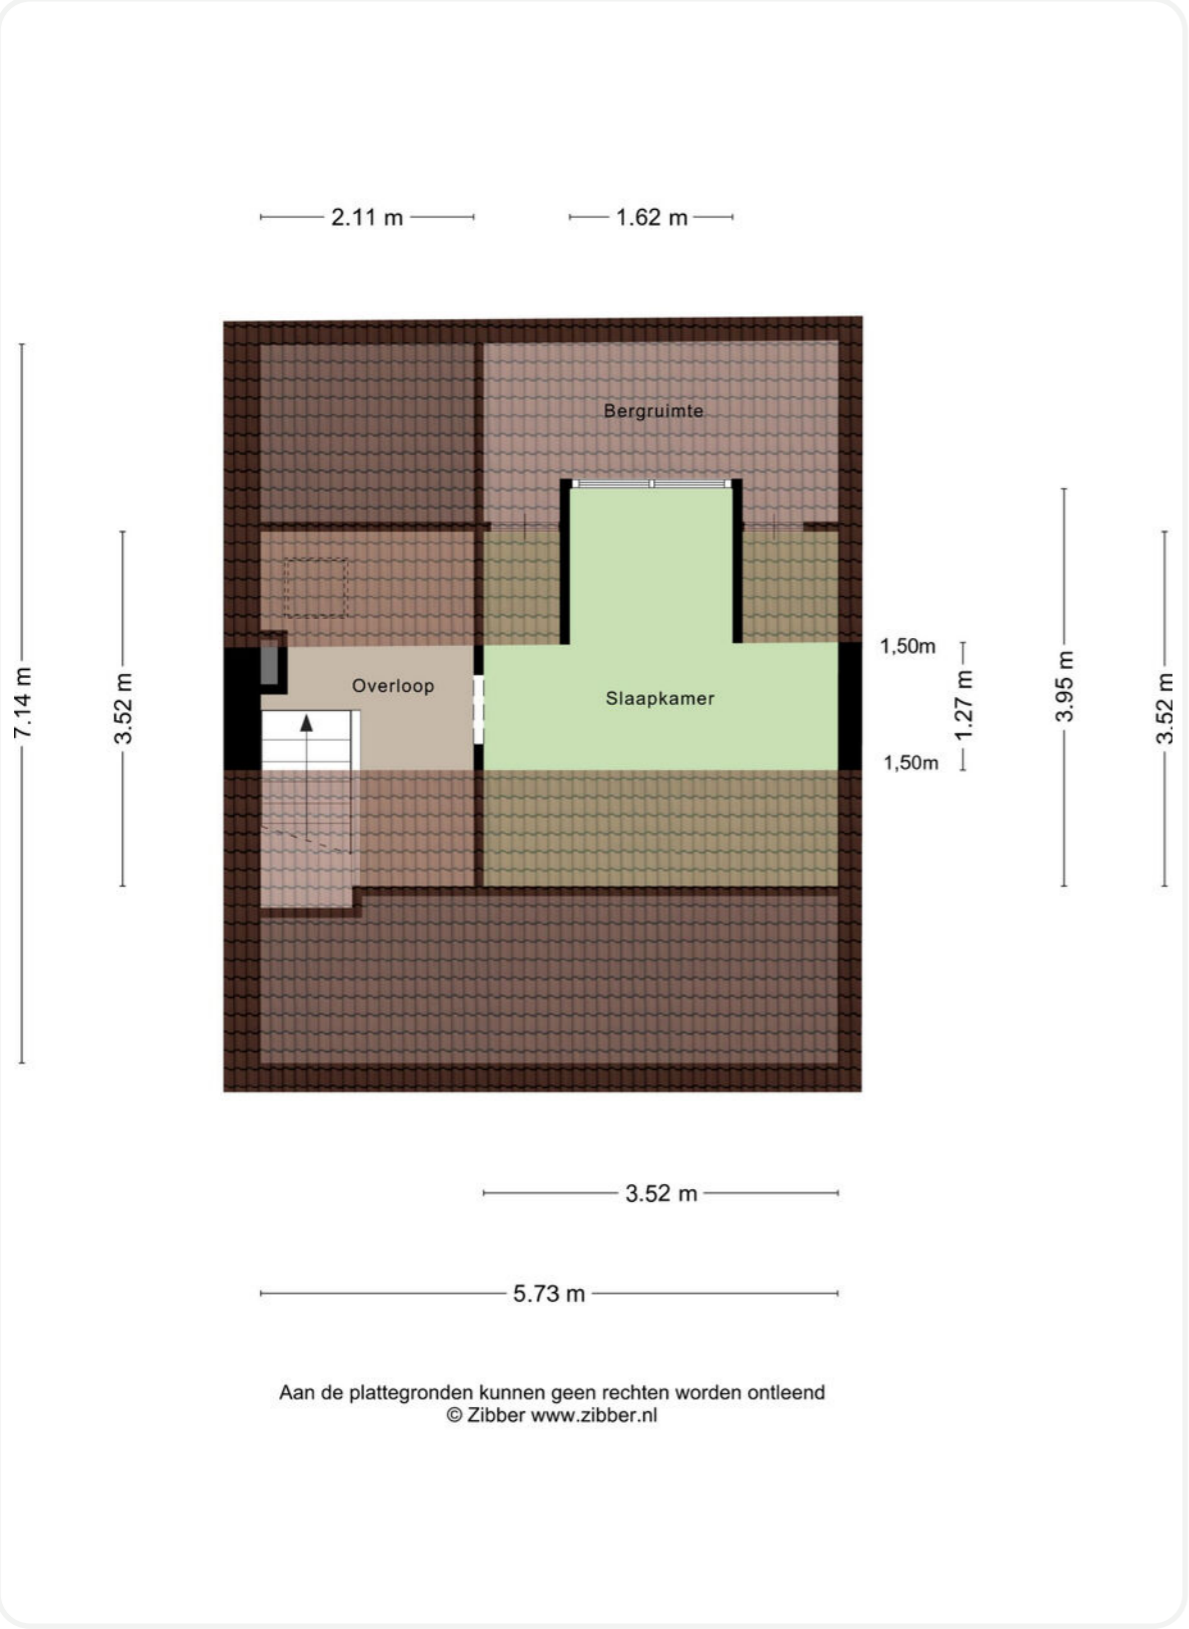 2.11 m
1.62 m
Bergruimte
Overloop
Slaapkamer
1,50m
1,50m
7.14 m
3.52 m
1.27 m
3.95 m
3.52 m
3.52 m
5.73 m
Aan de plattegronden kunnen geen rechten worden ontleend
© Zibber www.zibber.nl